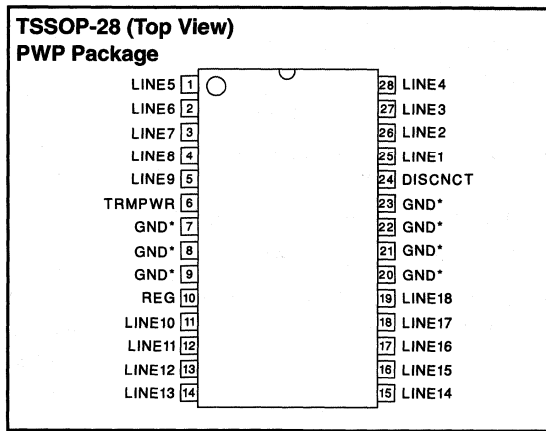 TSSOP-28 (Top View)
PWP Package
LINE5 1 28 LINE4
LINE6 2 27 LINE3
LINE7 3 26 LINE2
LINE8 4 25 LINE1
LINE9 5 24 DISCNCT
TRMPWR 6 23 GND*
GND* 7 22 GND*
GND* 8 21 GND*
GND* 9 20 GND*
REG 10 19 LINE18
LINE10 11 18 LINE17
LINE11 12 17 LINE16
LINE12 13 16 LINE15
LINE13 14 15 LINE14